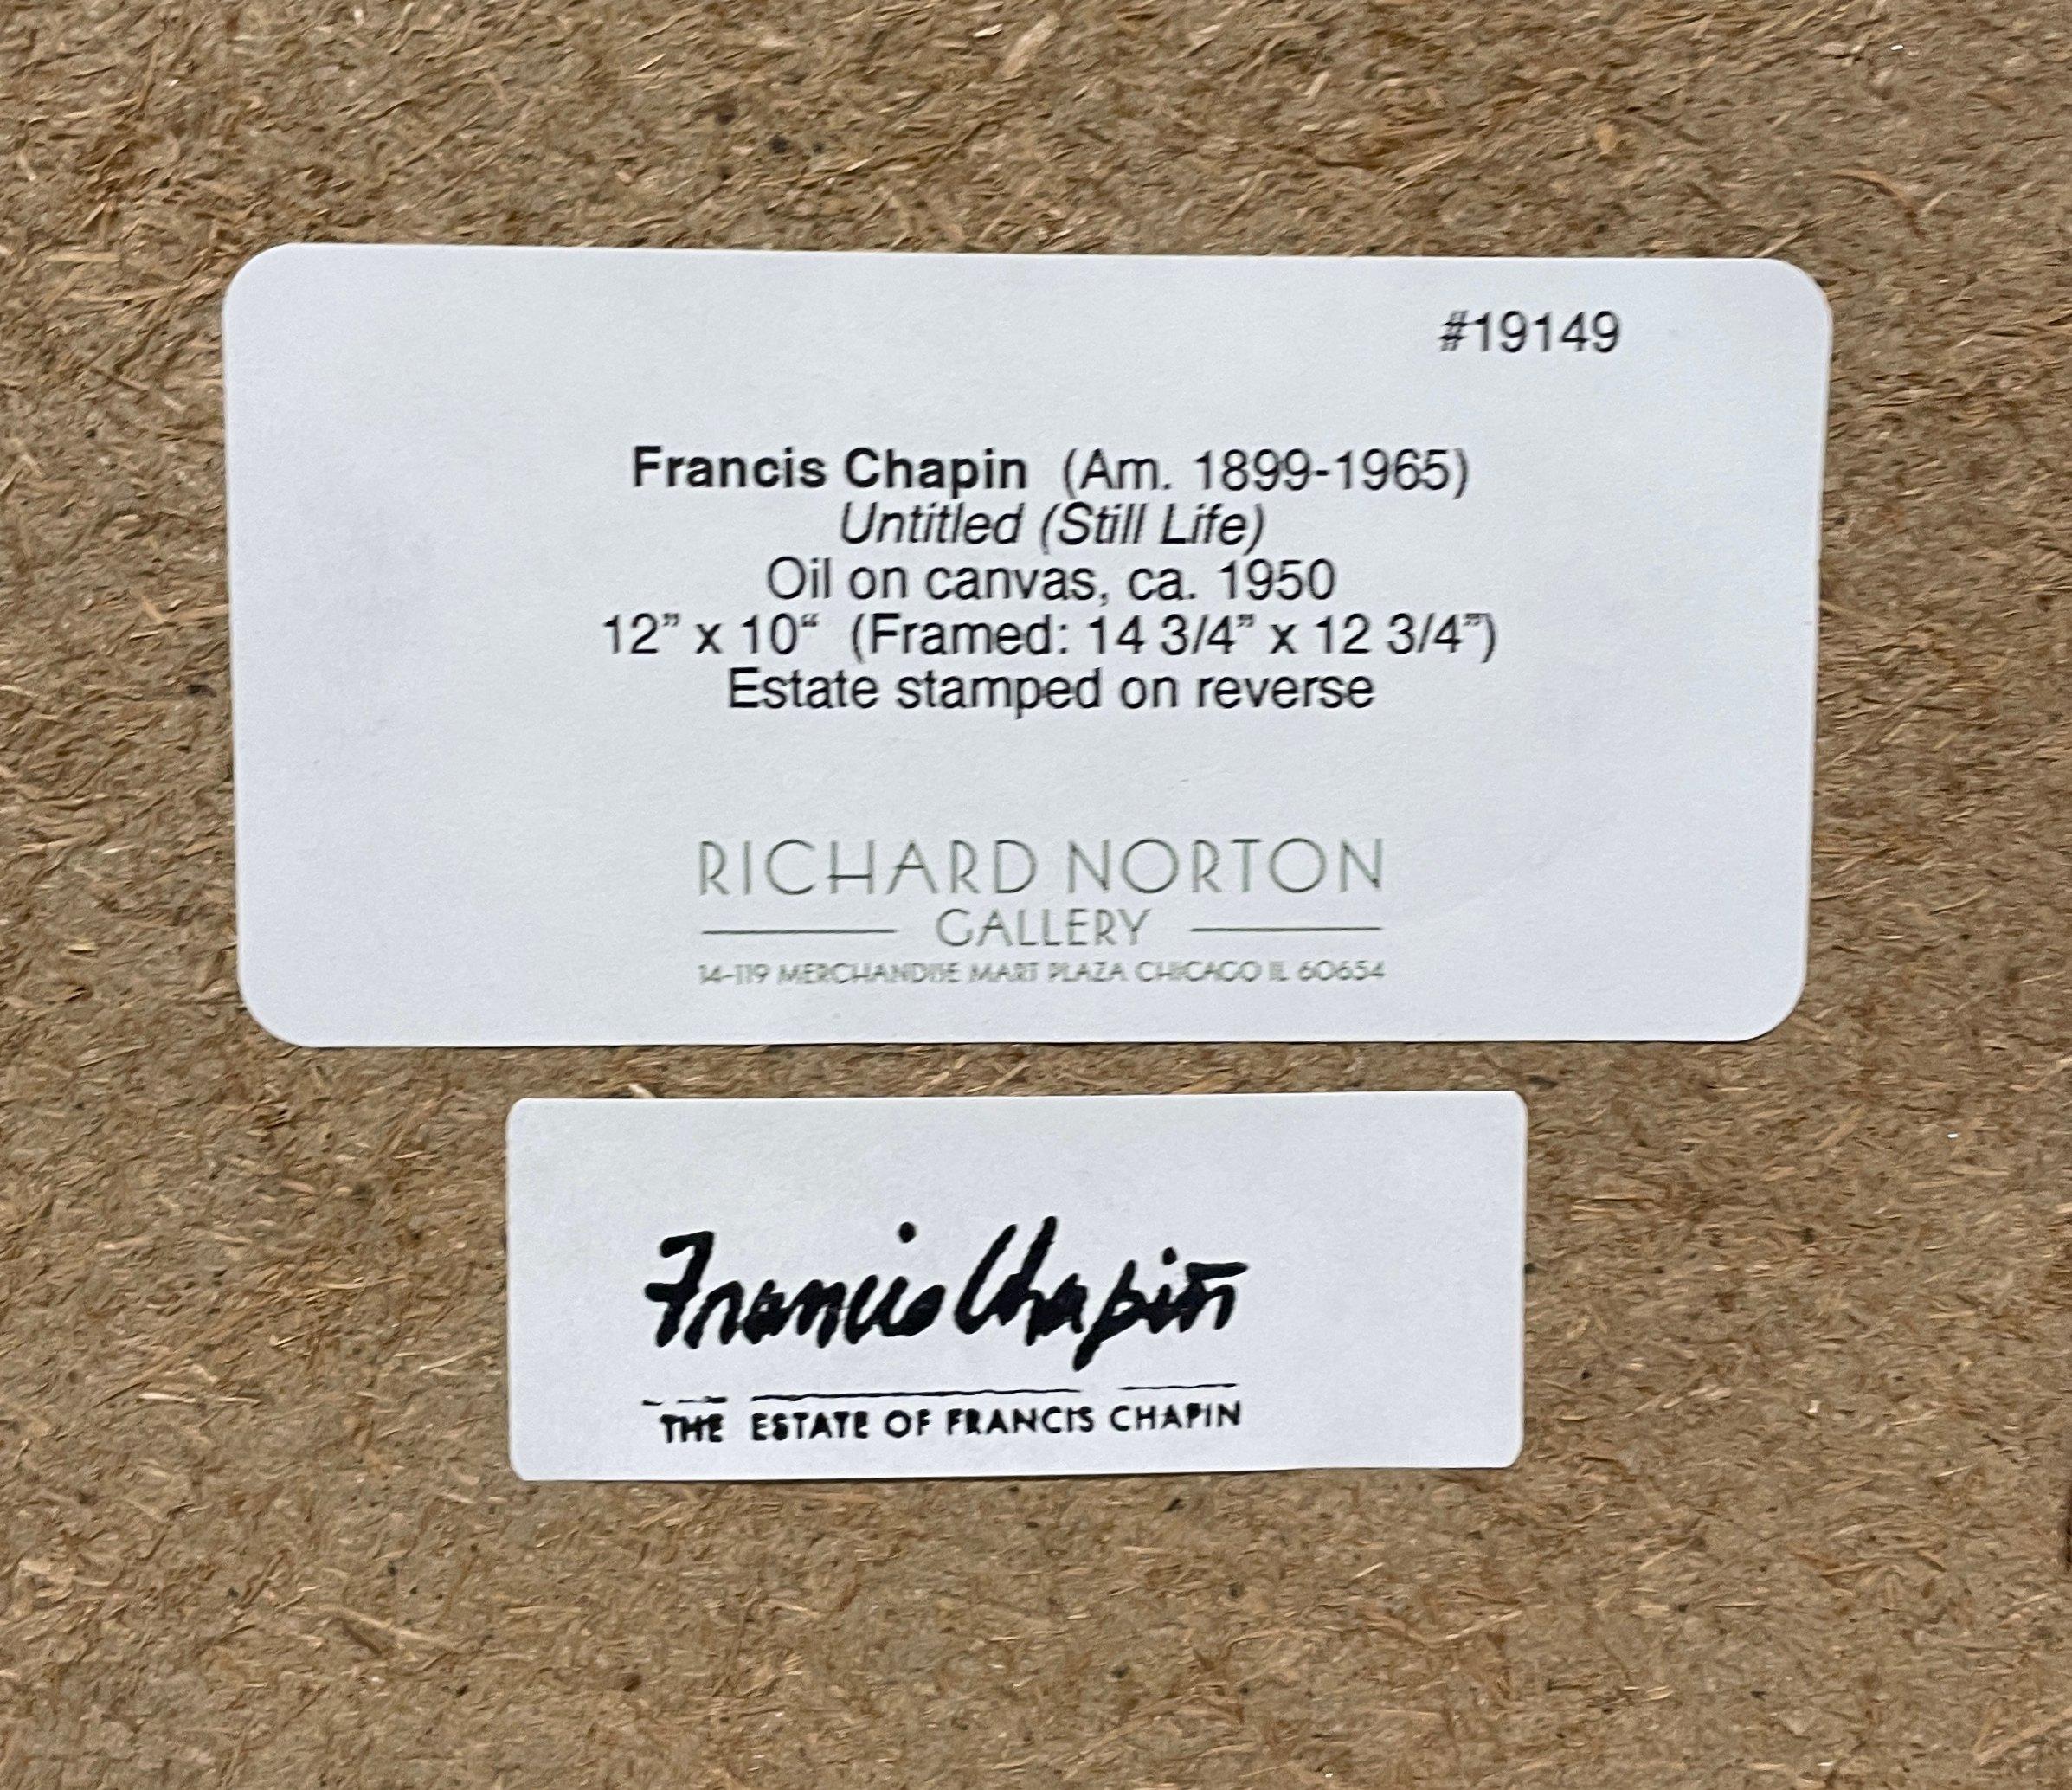 #19149
Francis Chapin (Am. 1899-1965)
Untitled (Still Life)
Oil on canvas, ca. 1950
12” x 10“ (Framed: 14 3/4” x 12 3/4”)
Estate stamped on reverse
RICHARD NORTON
GALLERY
14-119 MERCHANDISE MART PLAZA CHICAGO IL 60654
Francis Chapin
THE ESTATE OF FRANCIS CHAPIN